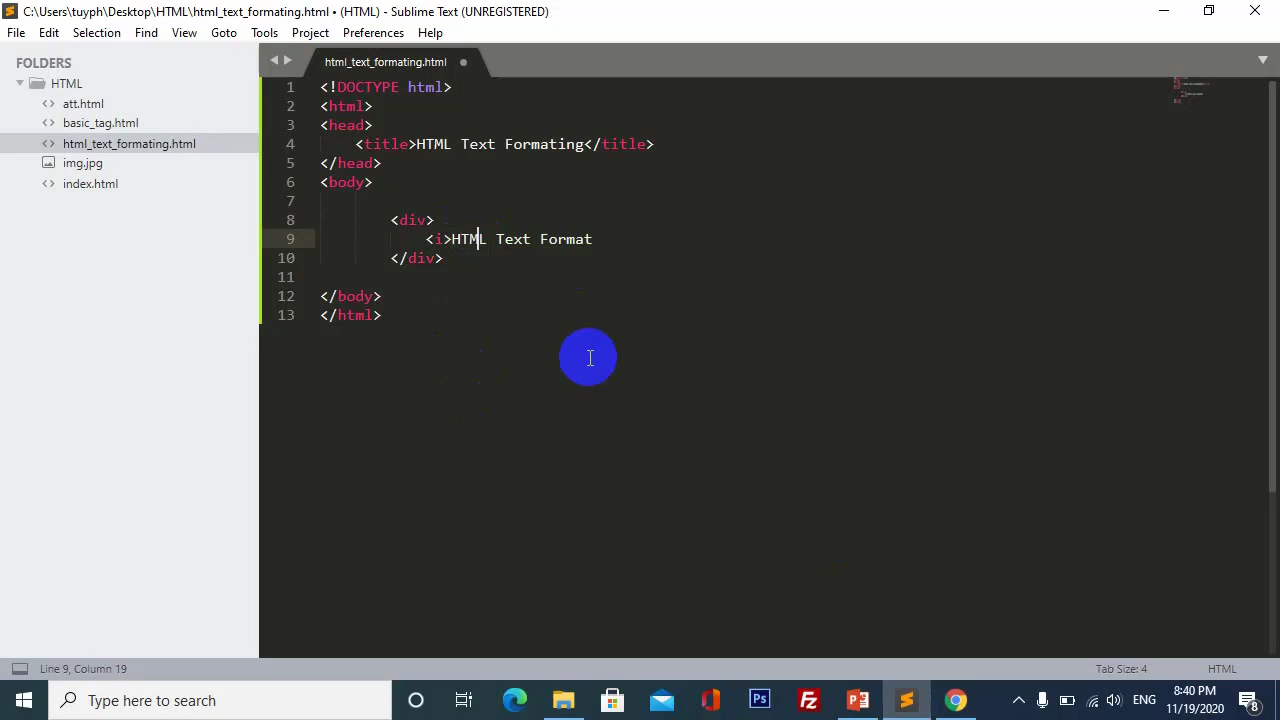 C:\Users\tuyph\Desktop\HTML\html_text_formating.html • (HTML) - Sublime Text (UNREGISTERED)
File Edit Selection Find View Goto Tools Project Preferences Help
FOLDERS
HTML
<> att.html
<> basic_tag.html
<> html_text_formating.html
img.jpg
<> index.html
html_text_formating.html
1 <!DOCTYPE html>
2 <html>
3 <head>
4 <title>HTML Text Formating</title>
5 </head>
6 <body>
7
8 <div>
9 <i>HTML Text Format
10 </div>
11
12 </body>
13 </html>
Line 9, Column 19
Tab Size: 4
HTML
Type here to search
Ps
Fz
ENG
8:40 PM
11/19/2020
8